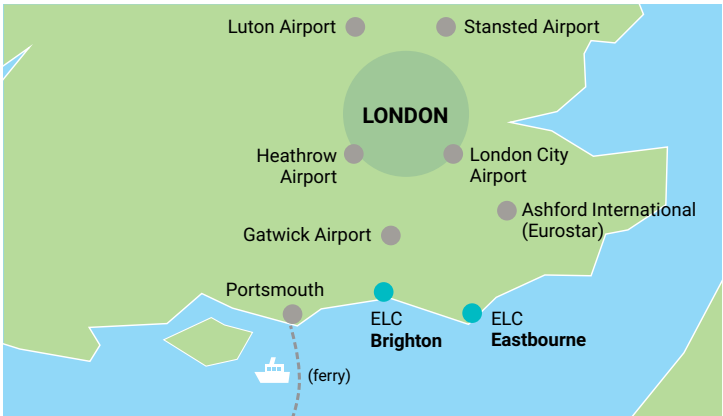 Luton Airport
Stansted Airport
LONDON
Heathrow
Airport
London City
Airport
Ashford International
(Eurostar)
Gatwick Airport
Portsmouth
ELC
Brighton
ELC
Eastbourne
(ferry)